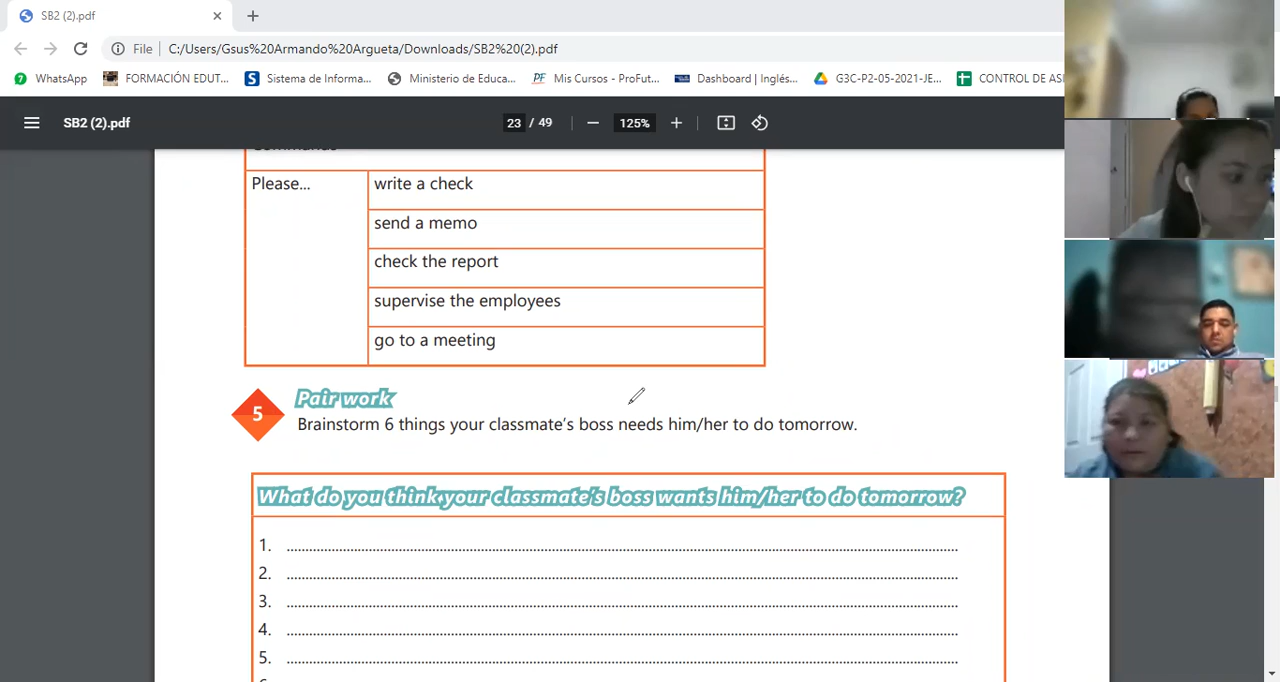 SB2 (2).pdf
File C:/Users/Gsus%20Armando%20Argueta/Downloads/SB2%20(2).pdf
WhatsApp FORMACIÓN EDUT... Sistema de Informa... Ministerio de Educa... Mis Cursos - ProFut... Dashboard | Inglés... G3C-P2-05-2021-JE... CONTROL DE ASI
SB2 (2).pdf 23 / 49 125%
Please... write a check
send a memo
check the report
supervise the employees
go to a meeting
5 Pair work
Brainstorm 6 things your classmate's boss needs him/her to do tomorrow.
What do you think your classmate's boss wants him/her to do tomorrow?
1. ........................................
2. ........................................
3. ........................................
4. ........................................
5. ........................................